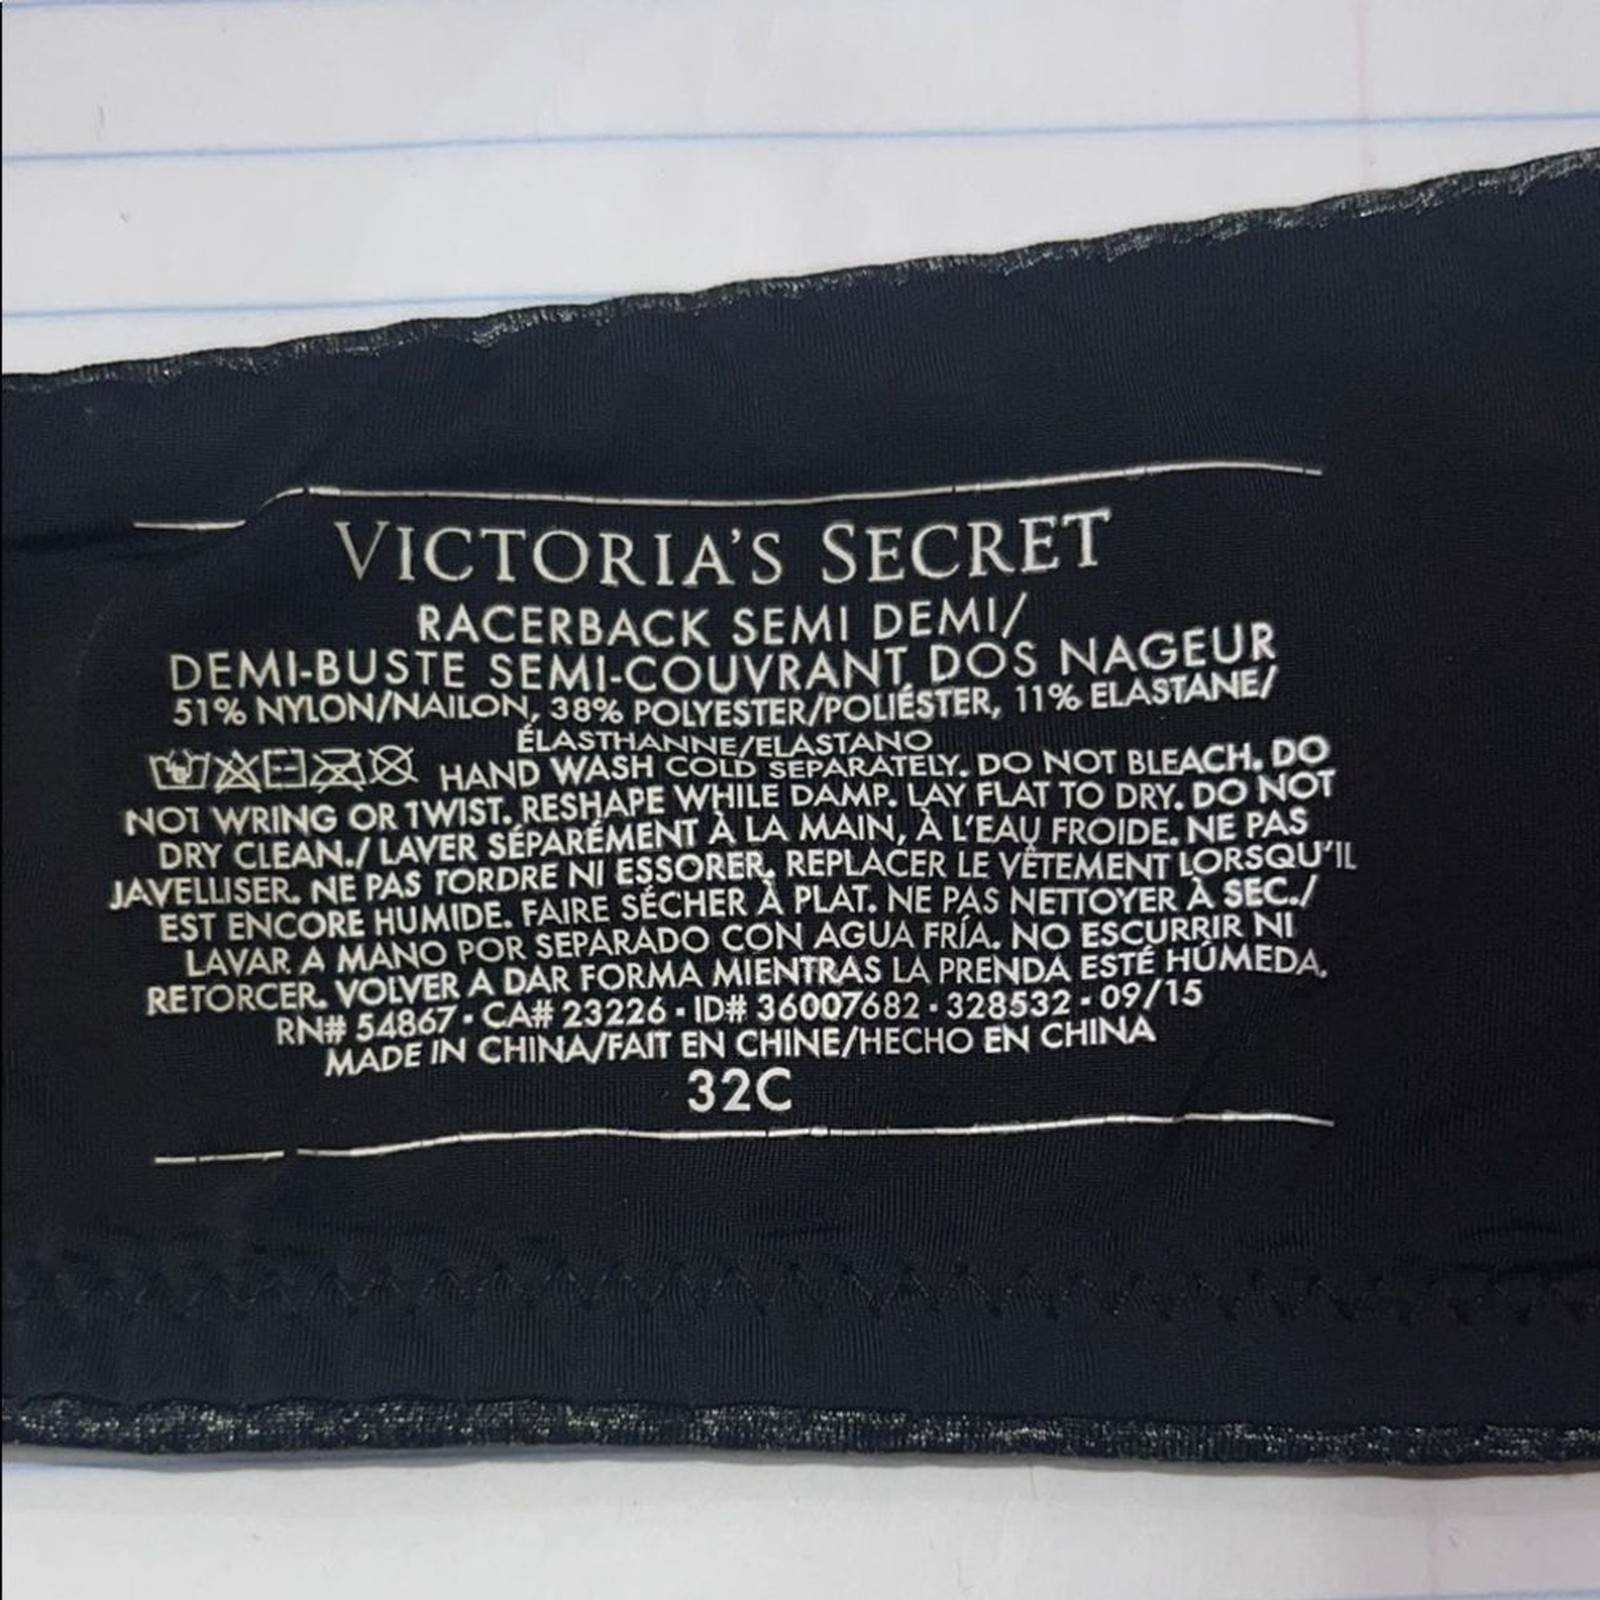 VICTORIA'S SECRET
RACERBACK SEMI DEMI/
DEMI-BUSTE SEMI-COUVRANT DOS NAGEUR
51% NYLON/NAILON, 38% POLYESTER/POLIÉSTER, 11% ELASTANE/
ÉLASTHANNE/ELASTANO
HAND WASH COLD SEPARATELY. DO NOT BLEACH. DO
NOT WRING OR TWIST. RESHAPE WHILE DAMP. LAY FLAT TO DRY. DO NOT
DRY CLEAN./ LAVER SÉPARÉMENT À LA MAIN, À L'EAU FROIDE. NE PAS
JAVELLISER. NE PAS TORDRE NI ESSORER. REPLACER LE VÊTEMENT LORSQU'IL
EST ENCORE HUMIDE. FAIRE SÉCHER À PLAT. NE PAS NETTOYER À SEC./
LAVAR A MANO POR SEPARADO CON AGUA FRÍA. NO ESCURRIR NI
RETORCER. VOLVER A DAR FORMA MIENTRAS LA PRENDA ESTÉ HÚMEDA.
RN# 54867 • CA# 23226 • ID# 36007682 • 328532 • 09/15
MADE IN CHINA/FAIT EN CHINE/HECHO EN CHINA
32C